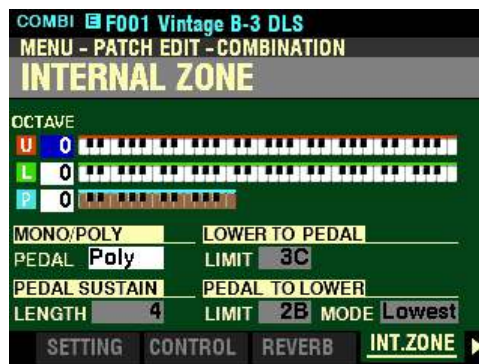 COMBI E F001 Vintage B-3 DLS
MENU - PATCH EDIT - COMBINATION
INTERNAL ZONE
OCTAVE
U 0
L 0
P 0
MONO/POLY LOWER TO PEDAL
PEDAL Poly LIMIT 3C
PEDAL SUSTAIN PEDAL TO LOWER
LENGTH 4 LIMIT 2B MODE Lowest
SETTING CONTROL REVERB INT.ZONE